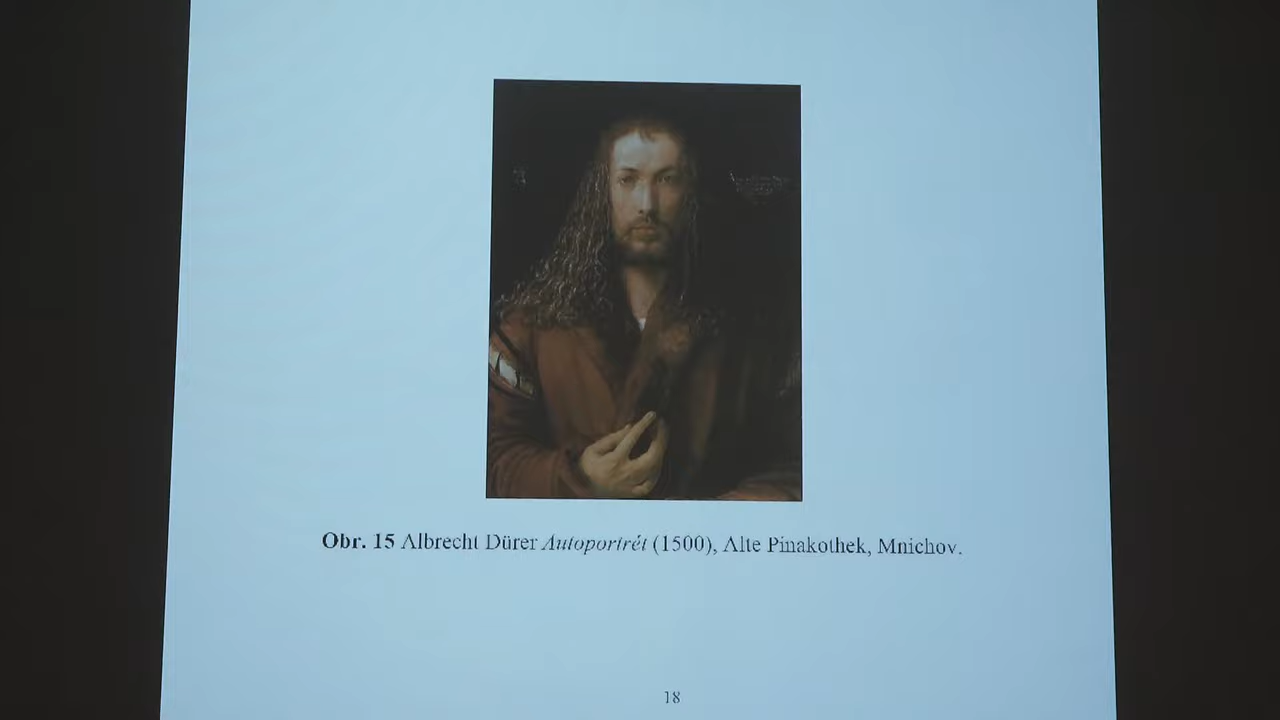 Obr. 15 Albrecht Dürer Autoportrét (1500), Alte Pinakothek, Mnichov.
18